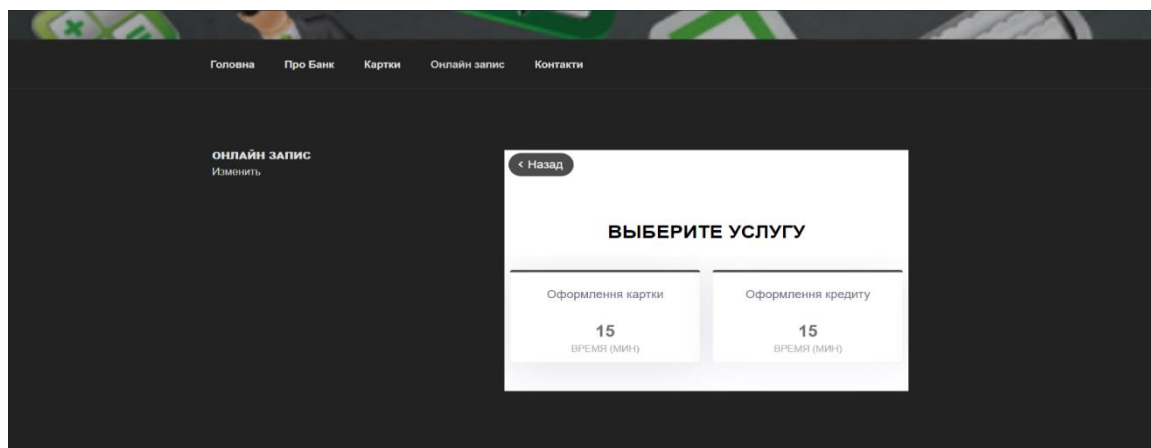 Головна Про Банк Картки Онлайн запис Контакти
ОНЛАЙН ЗАПИС
Изменить
< Назад
ВЫБЕРИТЕ УСЛУГУ
Оформлення картки Оформлення кредиту
15 15
ВРЕМЯ (МИН) ВРЕМЯ (МИН)